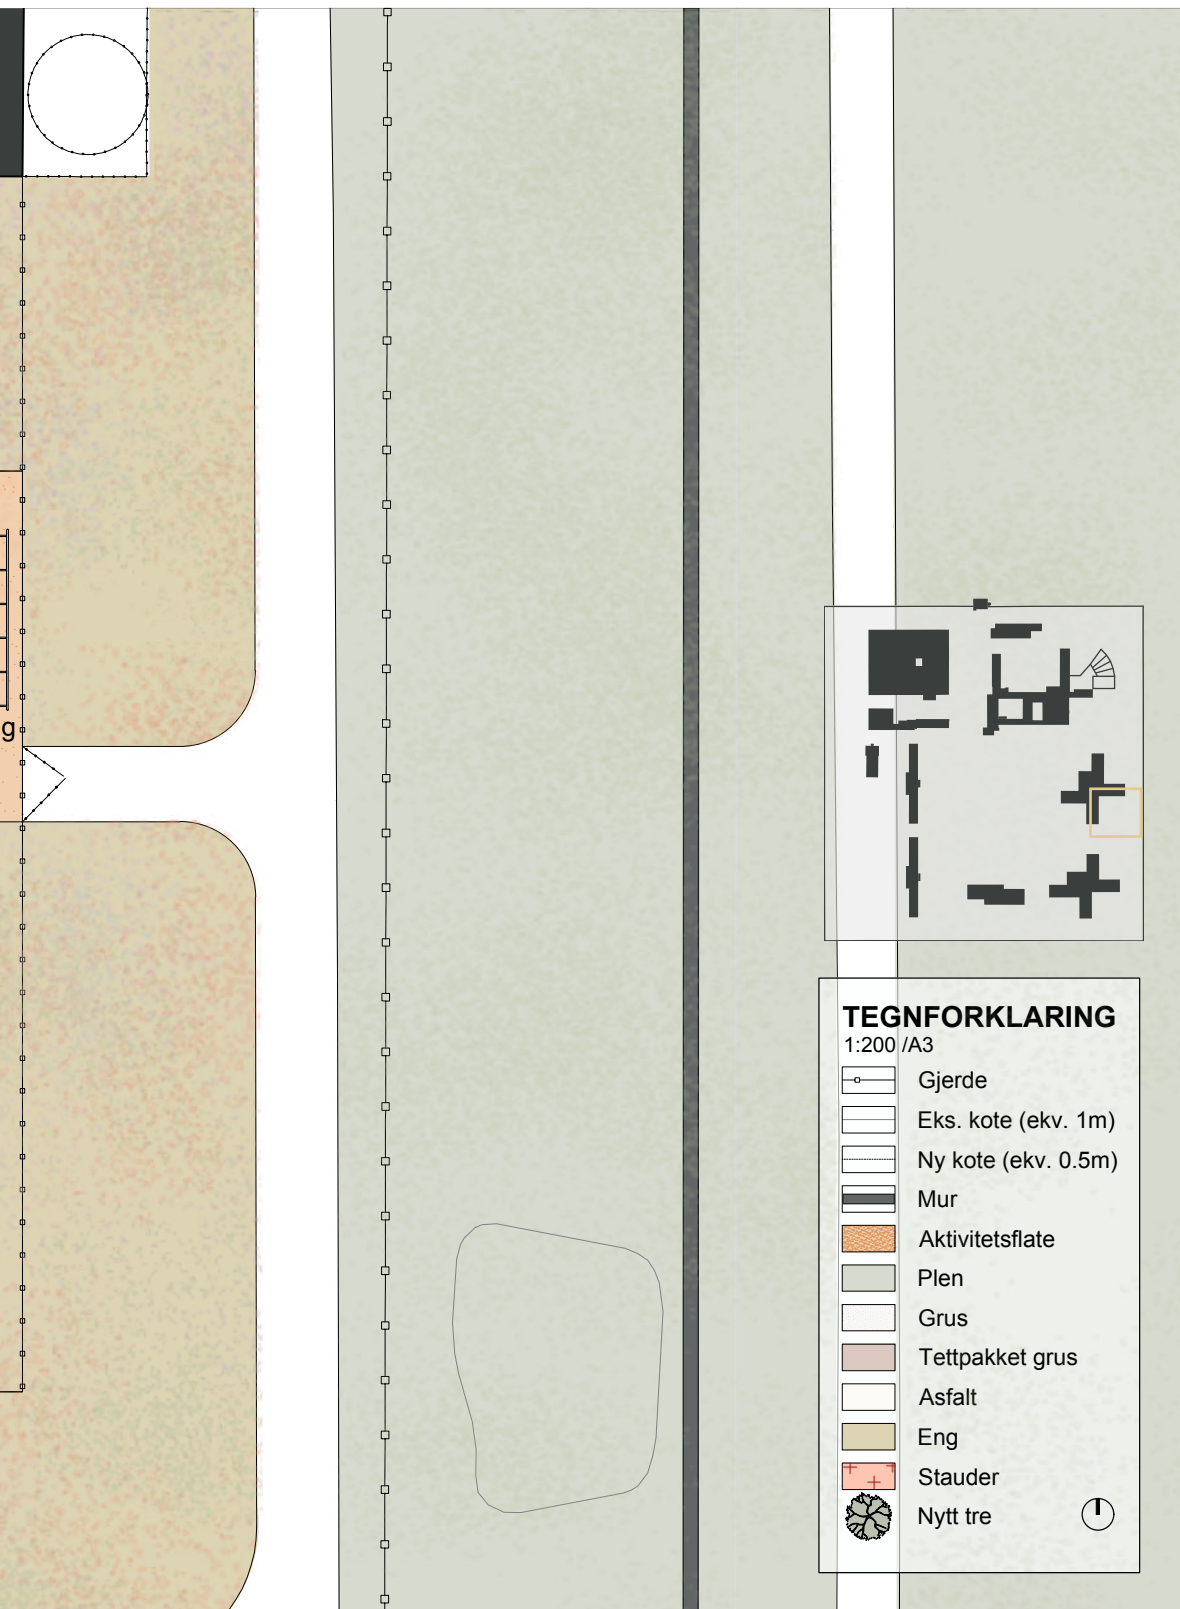 g
TEGNFORKLARING
1:200 /A3
Gjerde
Eks. kote (ekv. 1m)
Ny kote (ekv. 0.5m)
Mur
Aktivitetsflate
Plen
Grus
Tettpakket grus
Asfalt
Eng
Stauder
Nytt tre